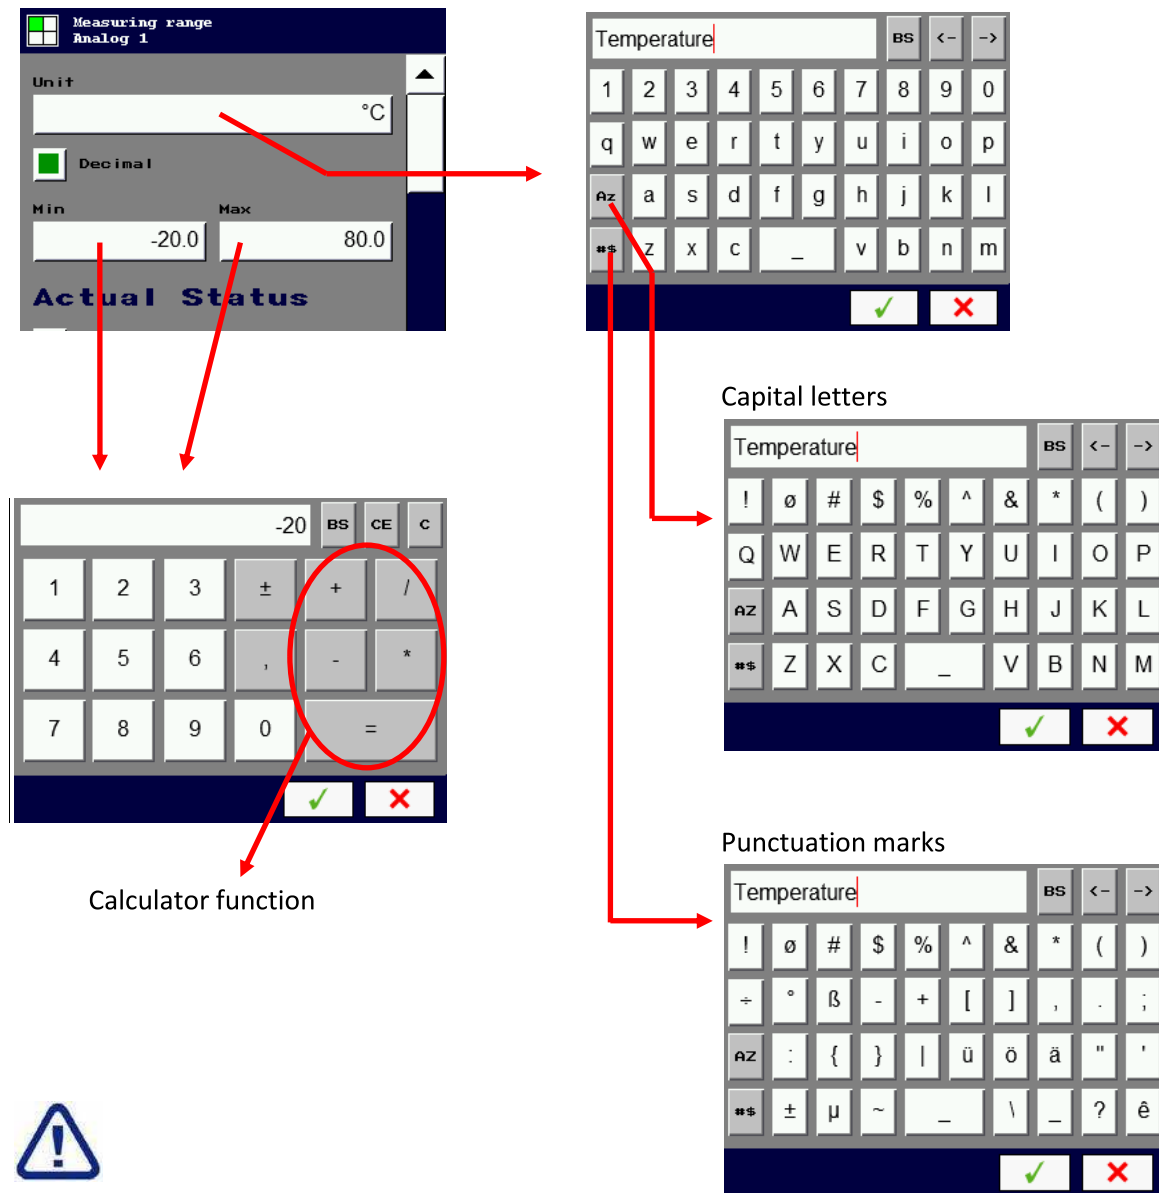 Measuring range
Analog 1
Unit
°C
Decimal
Min Max
-20.0 80.0
Actual Status
Temperature BS <- ->
1 2 3 4 5 6 7 8 9 0
q w e r t y u i o p
Az a s d f g h j k l
#$ z x c _ v b n m
✓ ×
Capital letters
Temperature BS <- ->
! ø # $ % ^ & * ( )
Q W E R T Y U I O P
AZ A S D F G H J K L
#$ Z X C _ V B N M
✓ ×
-20 BS CE C
1 2 3 ± + /
4 5 6 , - *
7 8 9 0 =
✓ ×
Calculator function
Punctuation marks
Temperature BS <- ->
! ø # $ % ^ & * ( )
÷ ° ß - + [ ] , . ;
AZ : { } | ü ö ä " '
#$ ± µ ~ _ \ _ ? ê
✓ ×
!